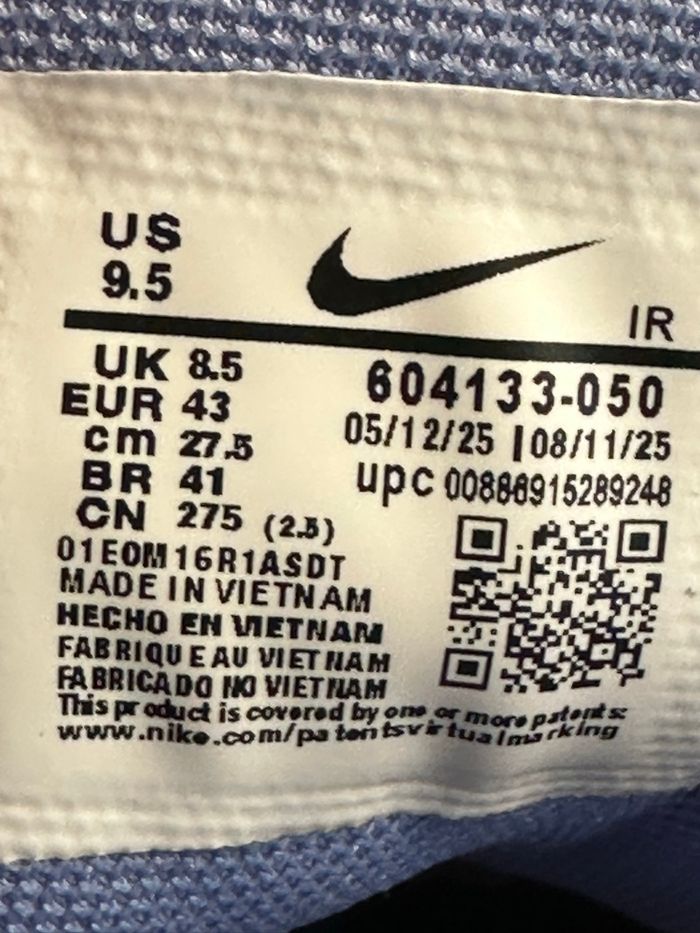 US
9.5
IR
UK 8.5
EUR 43
cm 27.5
BR 41
CN 275 (2.5)
604133-050
05/12/25 | 08/11/25
upc 00886915289248
01EOM16R1ASDT
MADE IN VIETNAM
HECHO EN VIETNAM
FABRIQUE AU VIETNAM
FABRICADO NO VIETNAM
This product is covered by one or more patents:
www.nike.com/patentsvirtualmarking